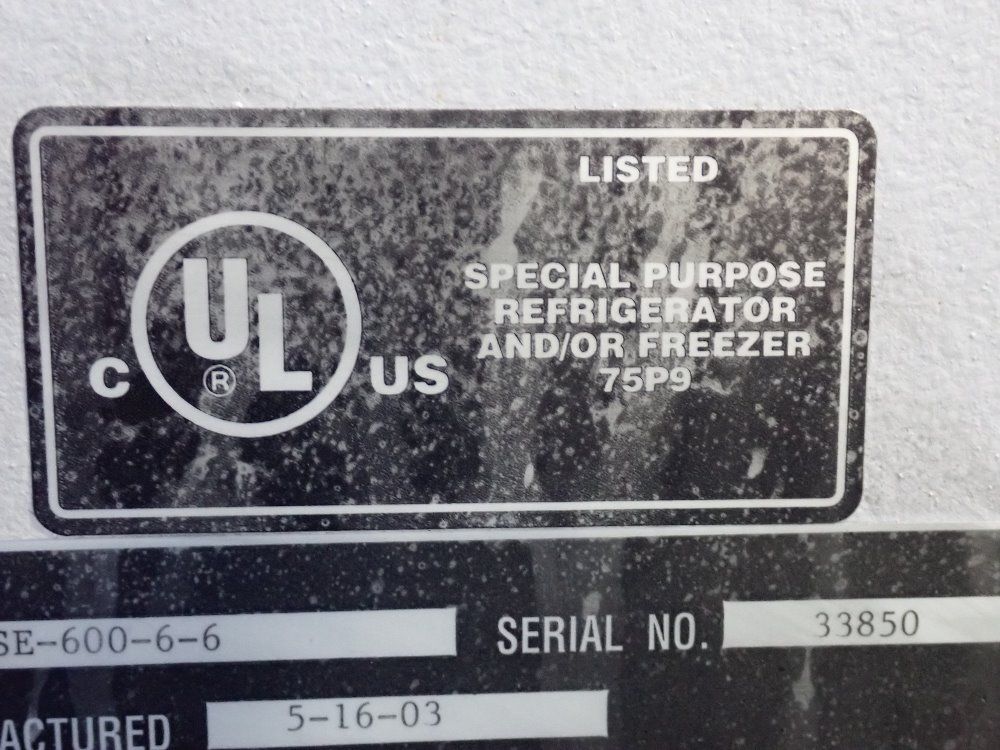 LISTED
SPECIAL PURPOSE
REFRIGERATOR
AND/OR FREEZER
75P9
C UL ® US
SE-600-6-6 SERIAL NO. 33850
ACTURED 5-16-03